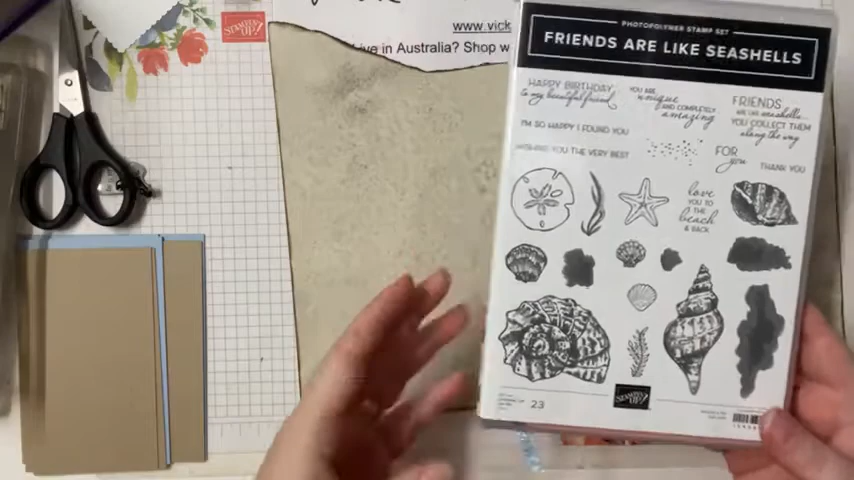 STAMPIN' UP!
www.vick
Live in Australia? Shop w
PHOTOPOLYMER STAMP SET
FRIENDS ARE LIKE SEASHELLS
HAPPY BIRTHDAY
to my beautiful friend
YOU ARE
unique
AND COMPLETELY
amazing
FRIENDS
ARE LIKE seashells...
YOU COLLECT THEM
along the way
I'M SO HAPPY I FOUND YOU
WISHING YOU THE VERY BEST
FOR
you
THANK YOU
love
YOU TO
THE
beach
& BACK
23
STAMPIN' UP!